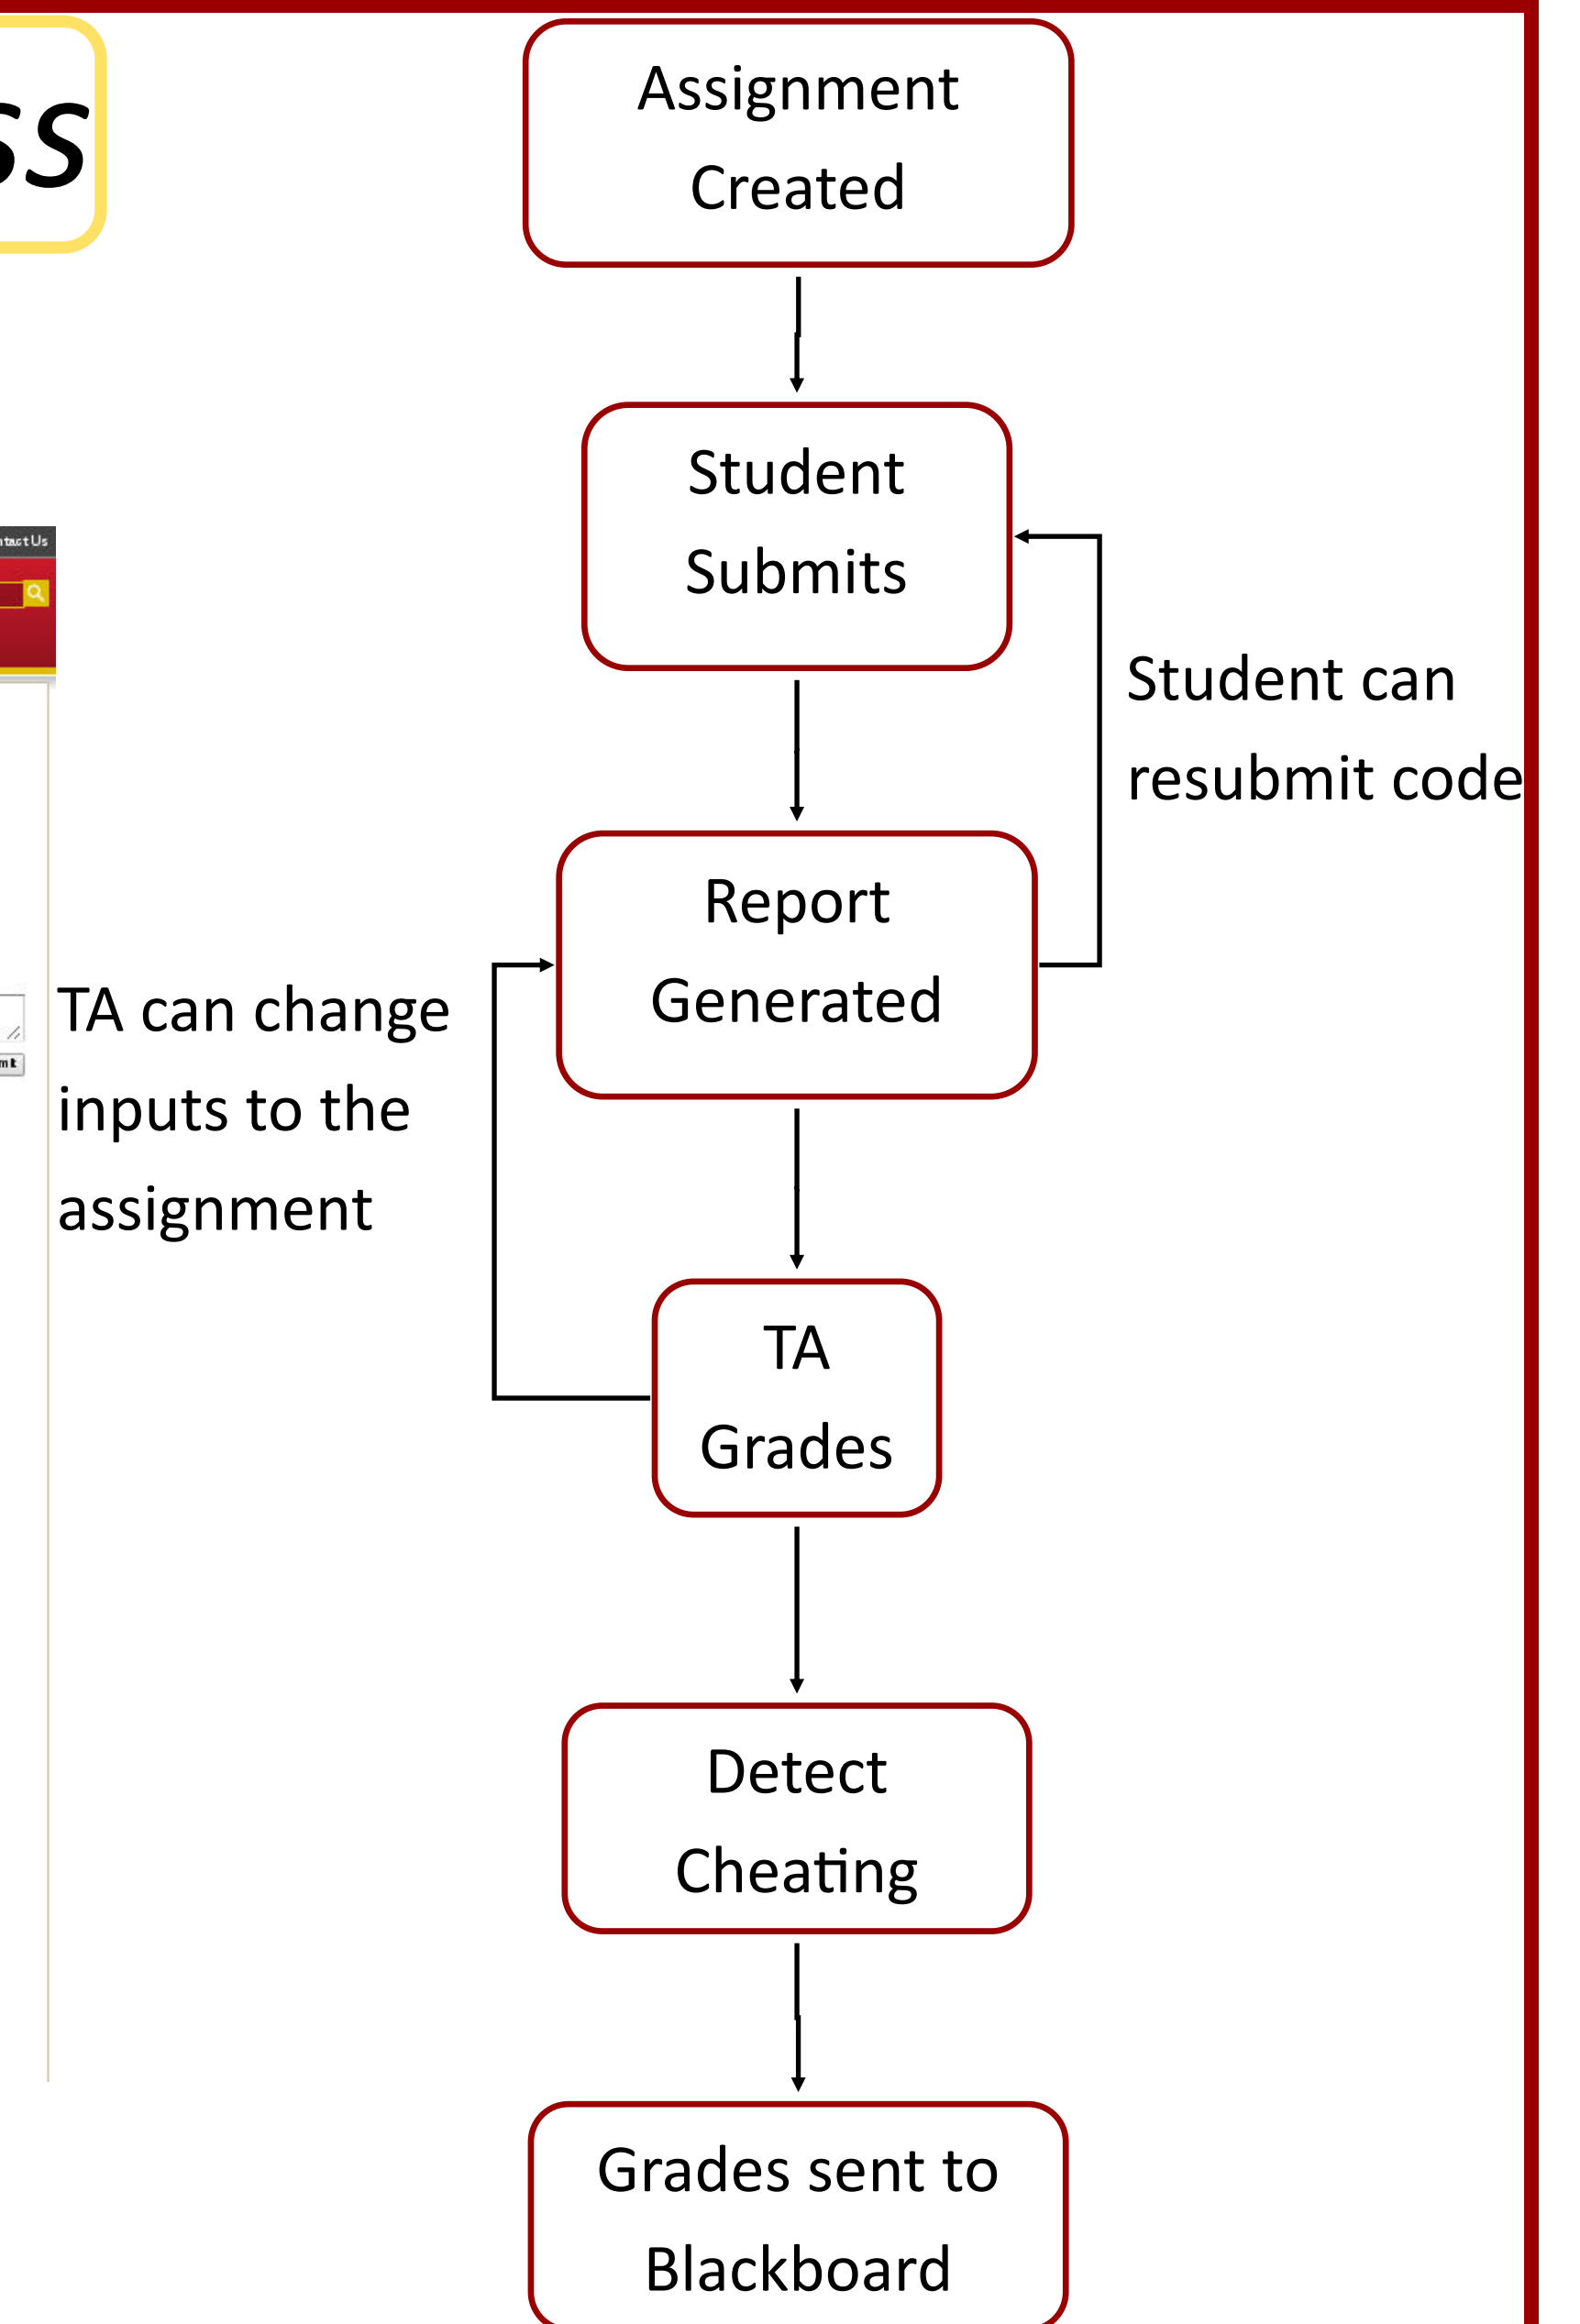 Assignment
Created
Student
Submits
Student can
resubmit code
Report
Generated
TA can change
inputs to the
assignment
TA
Grades
Detect
Cheating
Grades sent to
Blackboard